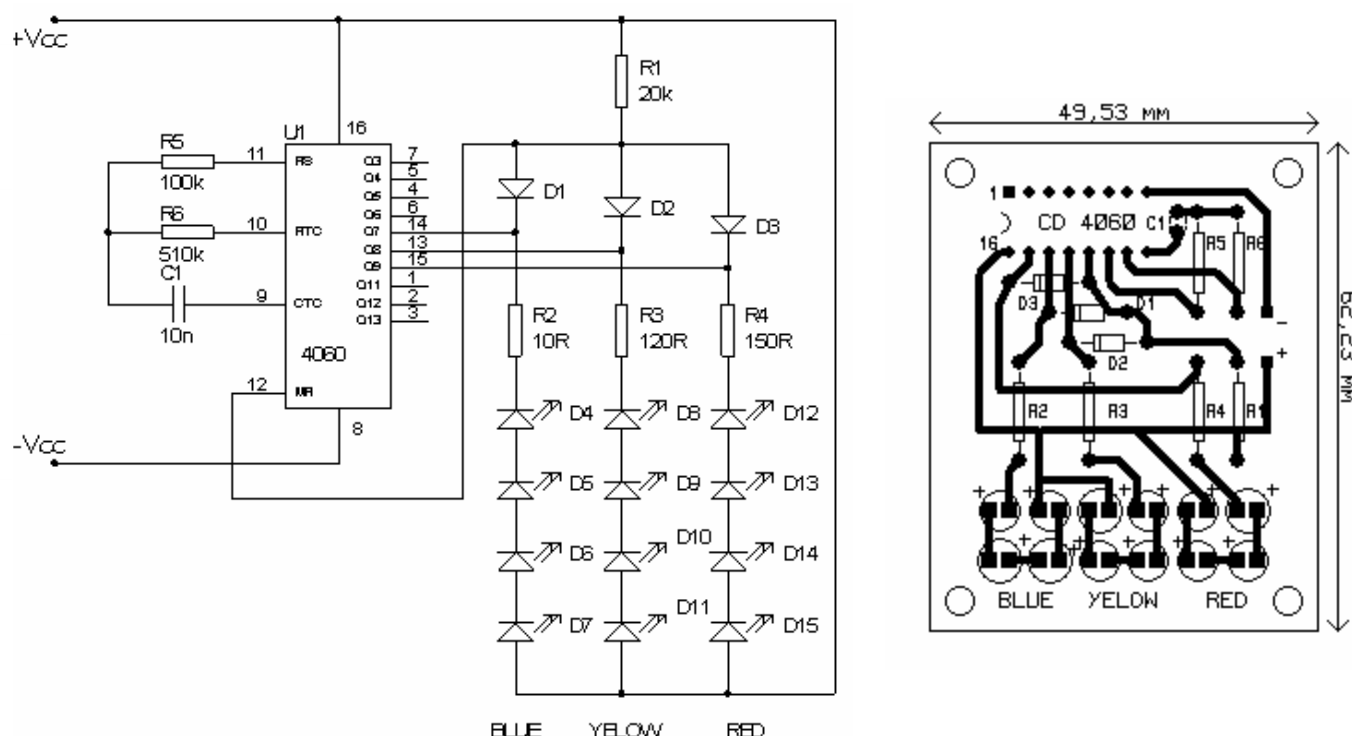 +Vcc
U1
16
R1
20k
R5
100k
11
RS
Q3
7
Q4
5
Q5
4
Q6
6
R6
510k
10
RTC
Q7
14
Q8
13
Q9
15
Q11
1
Q12
2
Q13
3
C1
10n
9
CTC
4060
12
MR
8
-Vcc
D1
D2
D3
R2
10R
R3
120R
R4
150R
D4
D8
D12
D5
D9
D13
D6
D10
D14
D7
D11
D15
BLUE YELOW RED
49,53 мм
62,23 мм
1
CD 4060
C1
16
R5
R6
D3
D1
D2
-
+
R2
R3
R4
R1
+ + + + + +
+ + + + + +
BLUE YELOW RED